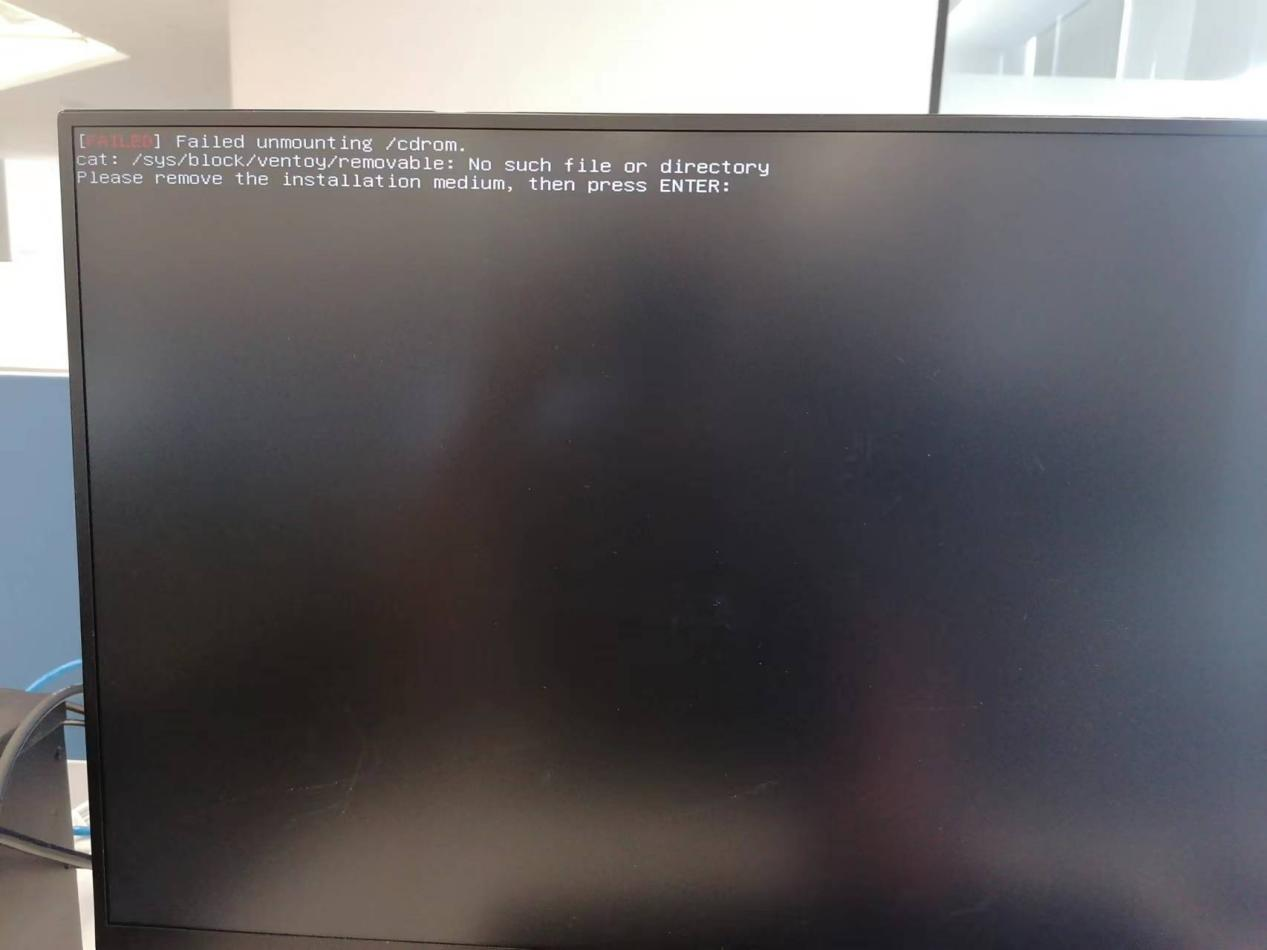 [FAILED] Failed unmounting /cdrom.
cat: /sys/block/ventoy/removable: No such file or directory
Please remove the installation medium, then press ENTER: